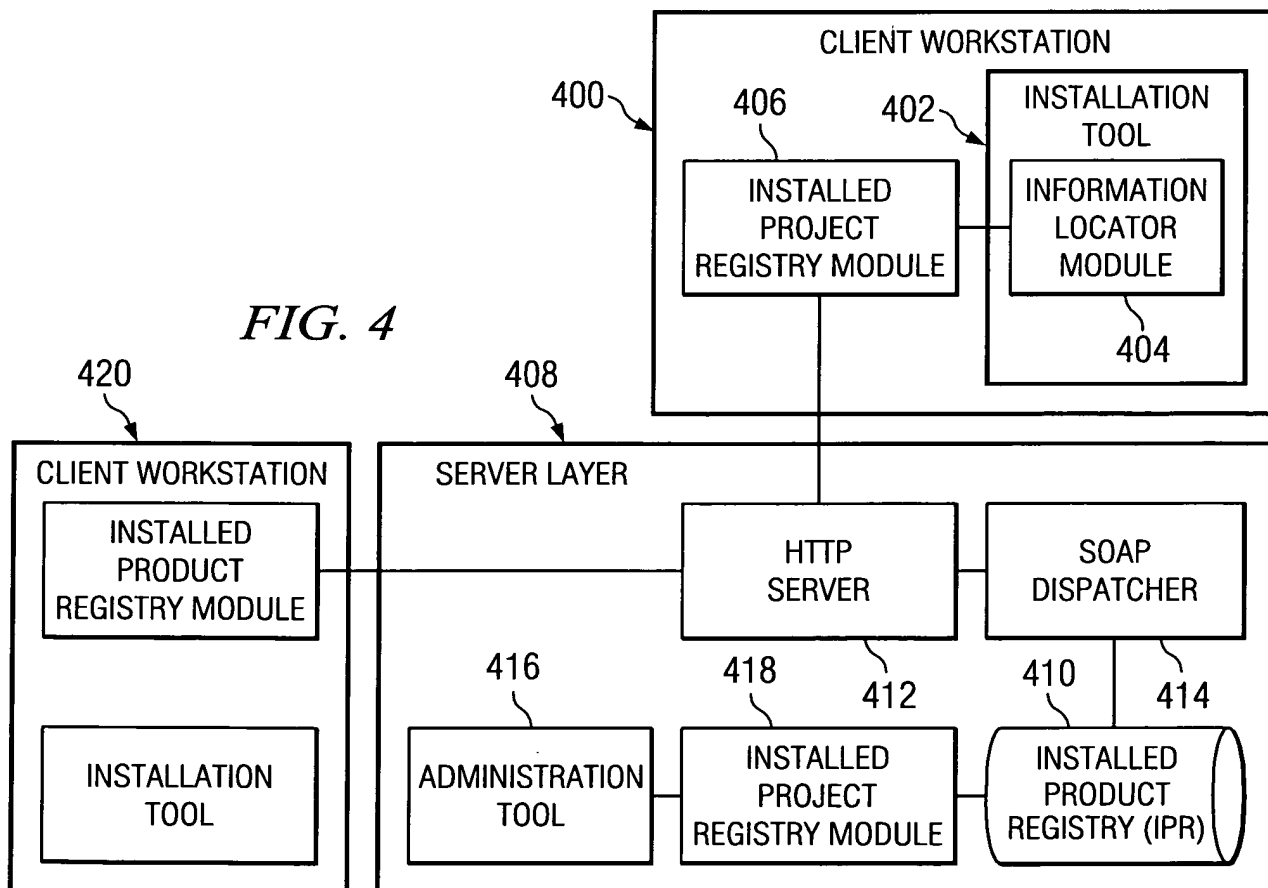 CLIENT WORKSTATION
400
406
402
INSTALLATION
TOOL
INSTALLED
PROJECT
REGISTRY MODULE
INFORMATION
LOCATOR
MODULE
404
FIG. 4
420
408
CLIENT WORKSTATION
INSTALLED
PRODUCT
REGISTRY MODULE
INSTALLATION
TOOL
SERVER LAYER
HTTP
SERVER
412
SOAP
DISPATCHER
414
416
ADMINISTRATION
TOOL
418
INSTALLED
PROJECT
REGISTRY MODULE
410
INSTALLED
PRODUCT
REGISTRY (IPR)